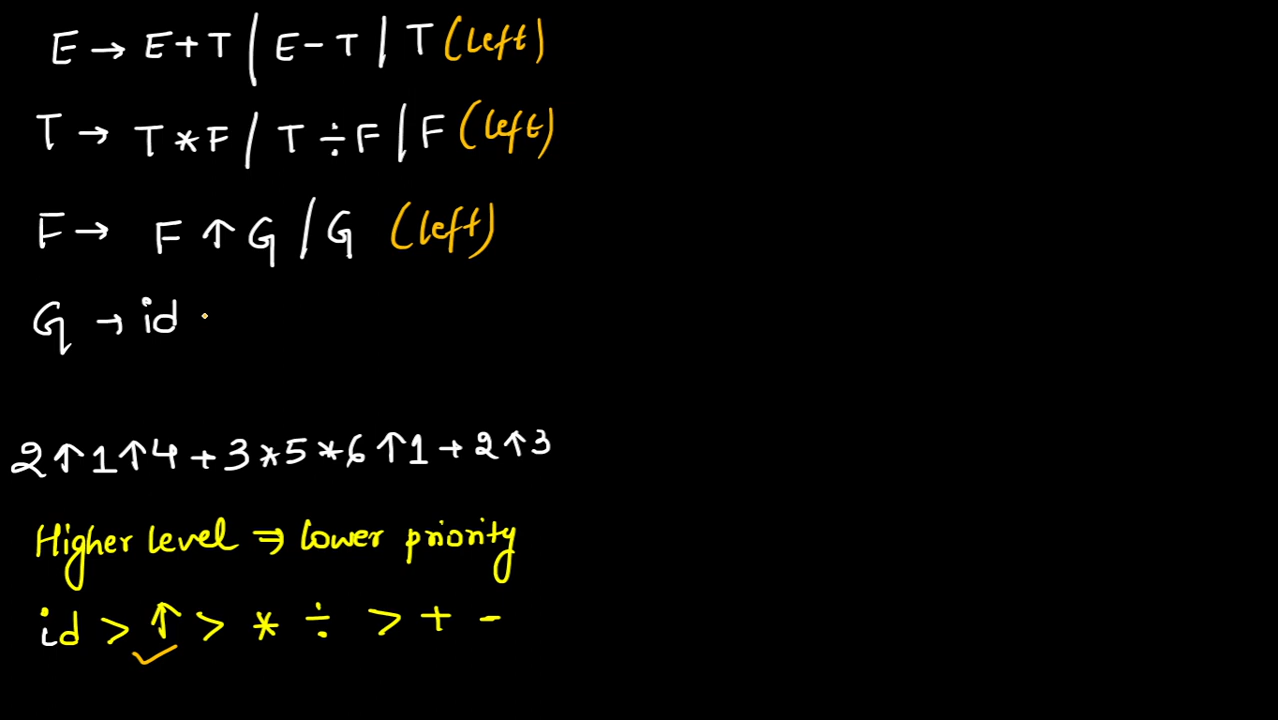 E → E+T | E-T | T (left)
T → T*F / T÷F | F (left)
F → F↑G / G (left)
G → id
2↑1↑4+3*5*6↑1+2↑3
Higher level ⇒ lower priority
id > ↑ > * ÷ > + -